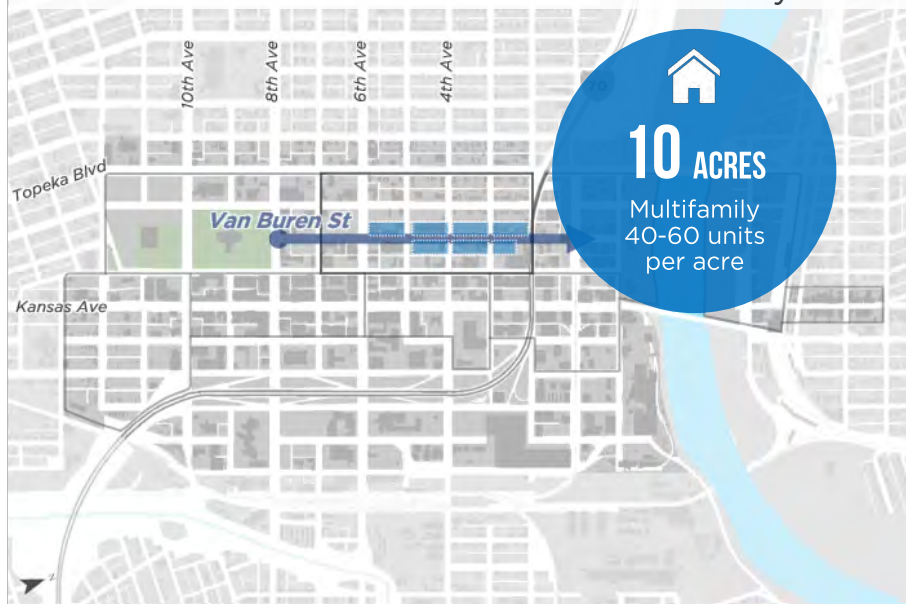 10th Ave
8th Ave
6th Ave
4th Ave
10 ACRES
Multifamily
40-60 units
per acre
Topeka Blvd
Van Buren St
Kansas Ave